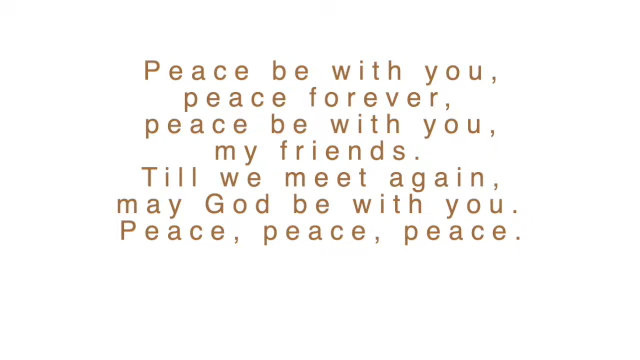 Peace be with you,
peace forever,
peace be with you,
my friends.
Till we meet again,
may God be with you.
Peace, peace, peace.